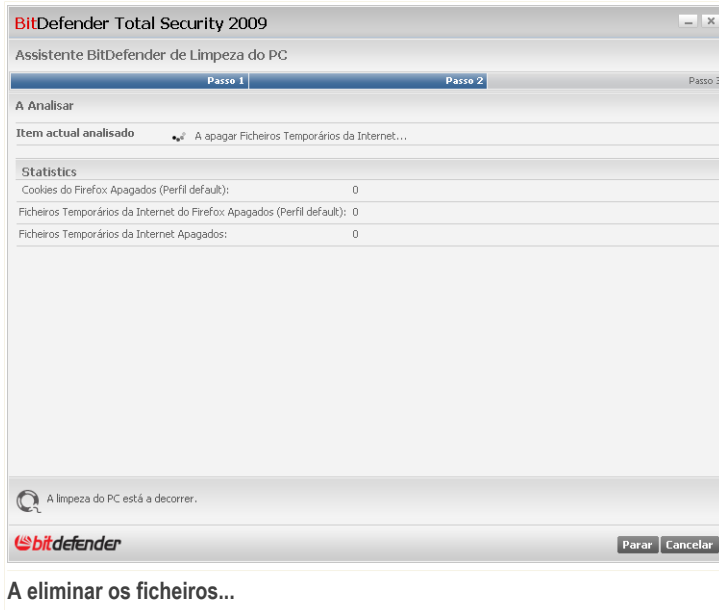 BitDefender Total Security 2009
Assistente BitDefender de Limpeza do PC
Passo 1 Passo 2 Passo 3
A Analisar
Item actual analisado A apagar Ficheiros Temporários da Internet...
Statistics
Cookies do Firefox Apagados (Perfil default): 0
Ficheiros Temporários da Internet do Firefox Apagados (Perfil default): 0
Ficheiros Temporários da Internet Apagados: 0
A limpeza do PC está a decorrer.
bitdefender Parar Cancelar
A eliminar os ficheiros...